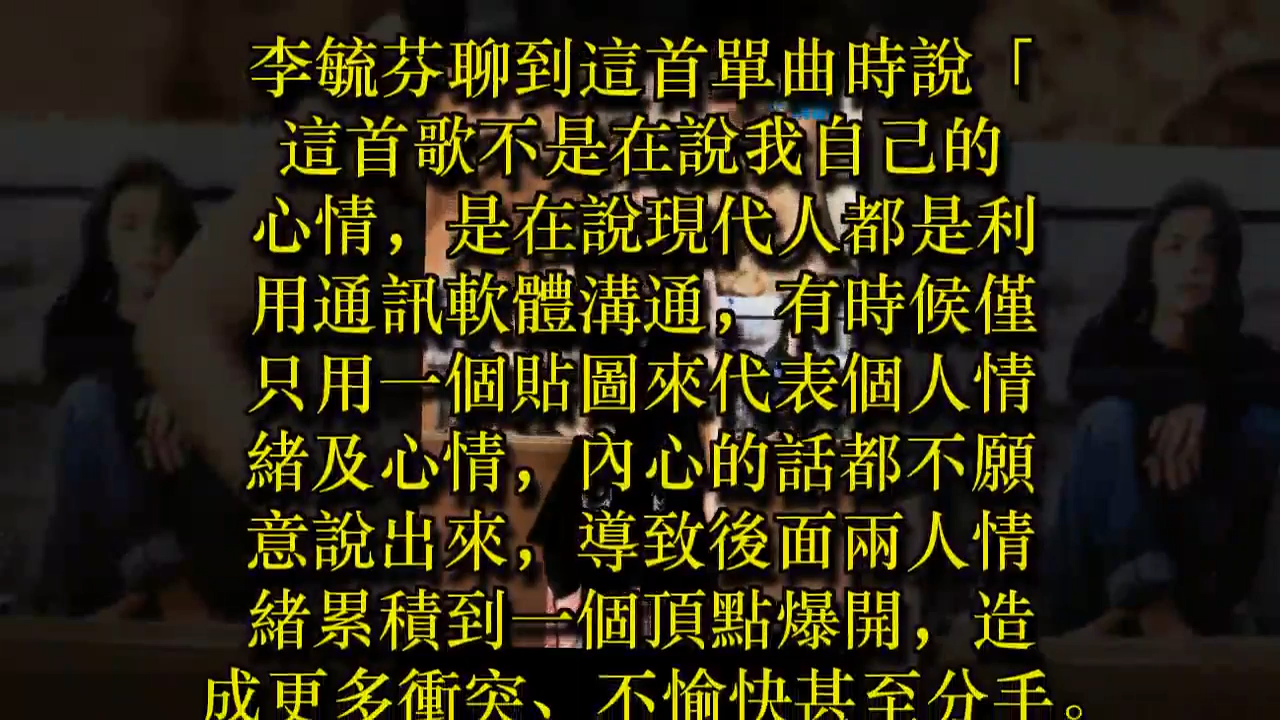 李毓芬聊到這首單曲時說「
這首歌不是在說我自己的
心情，是在說現代人都是利
用通訊軟體溝通，有時候僅
只用一個貼圖來代表個人情
緒及心情，內心的話都不願
意說出來，導致後面兩人情
緒累積到一個頂點爆開，造
成更多衝突、不愉快甚至分手。